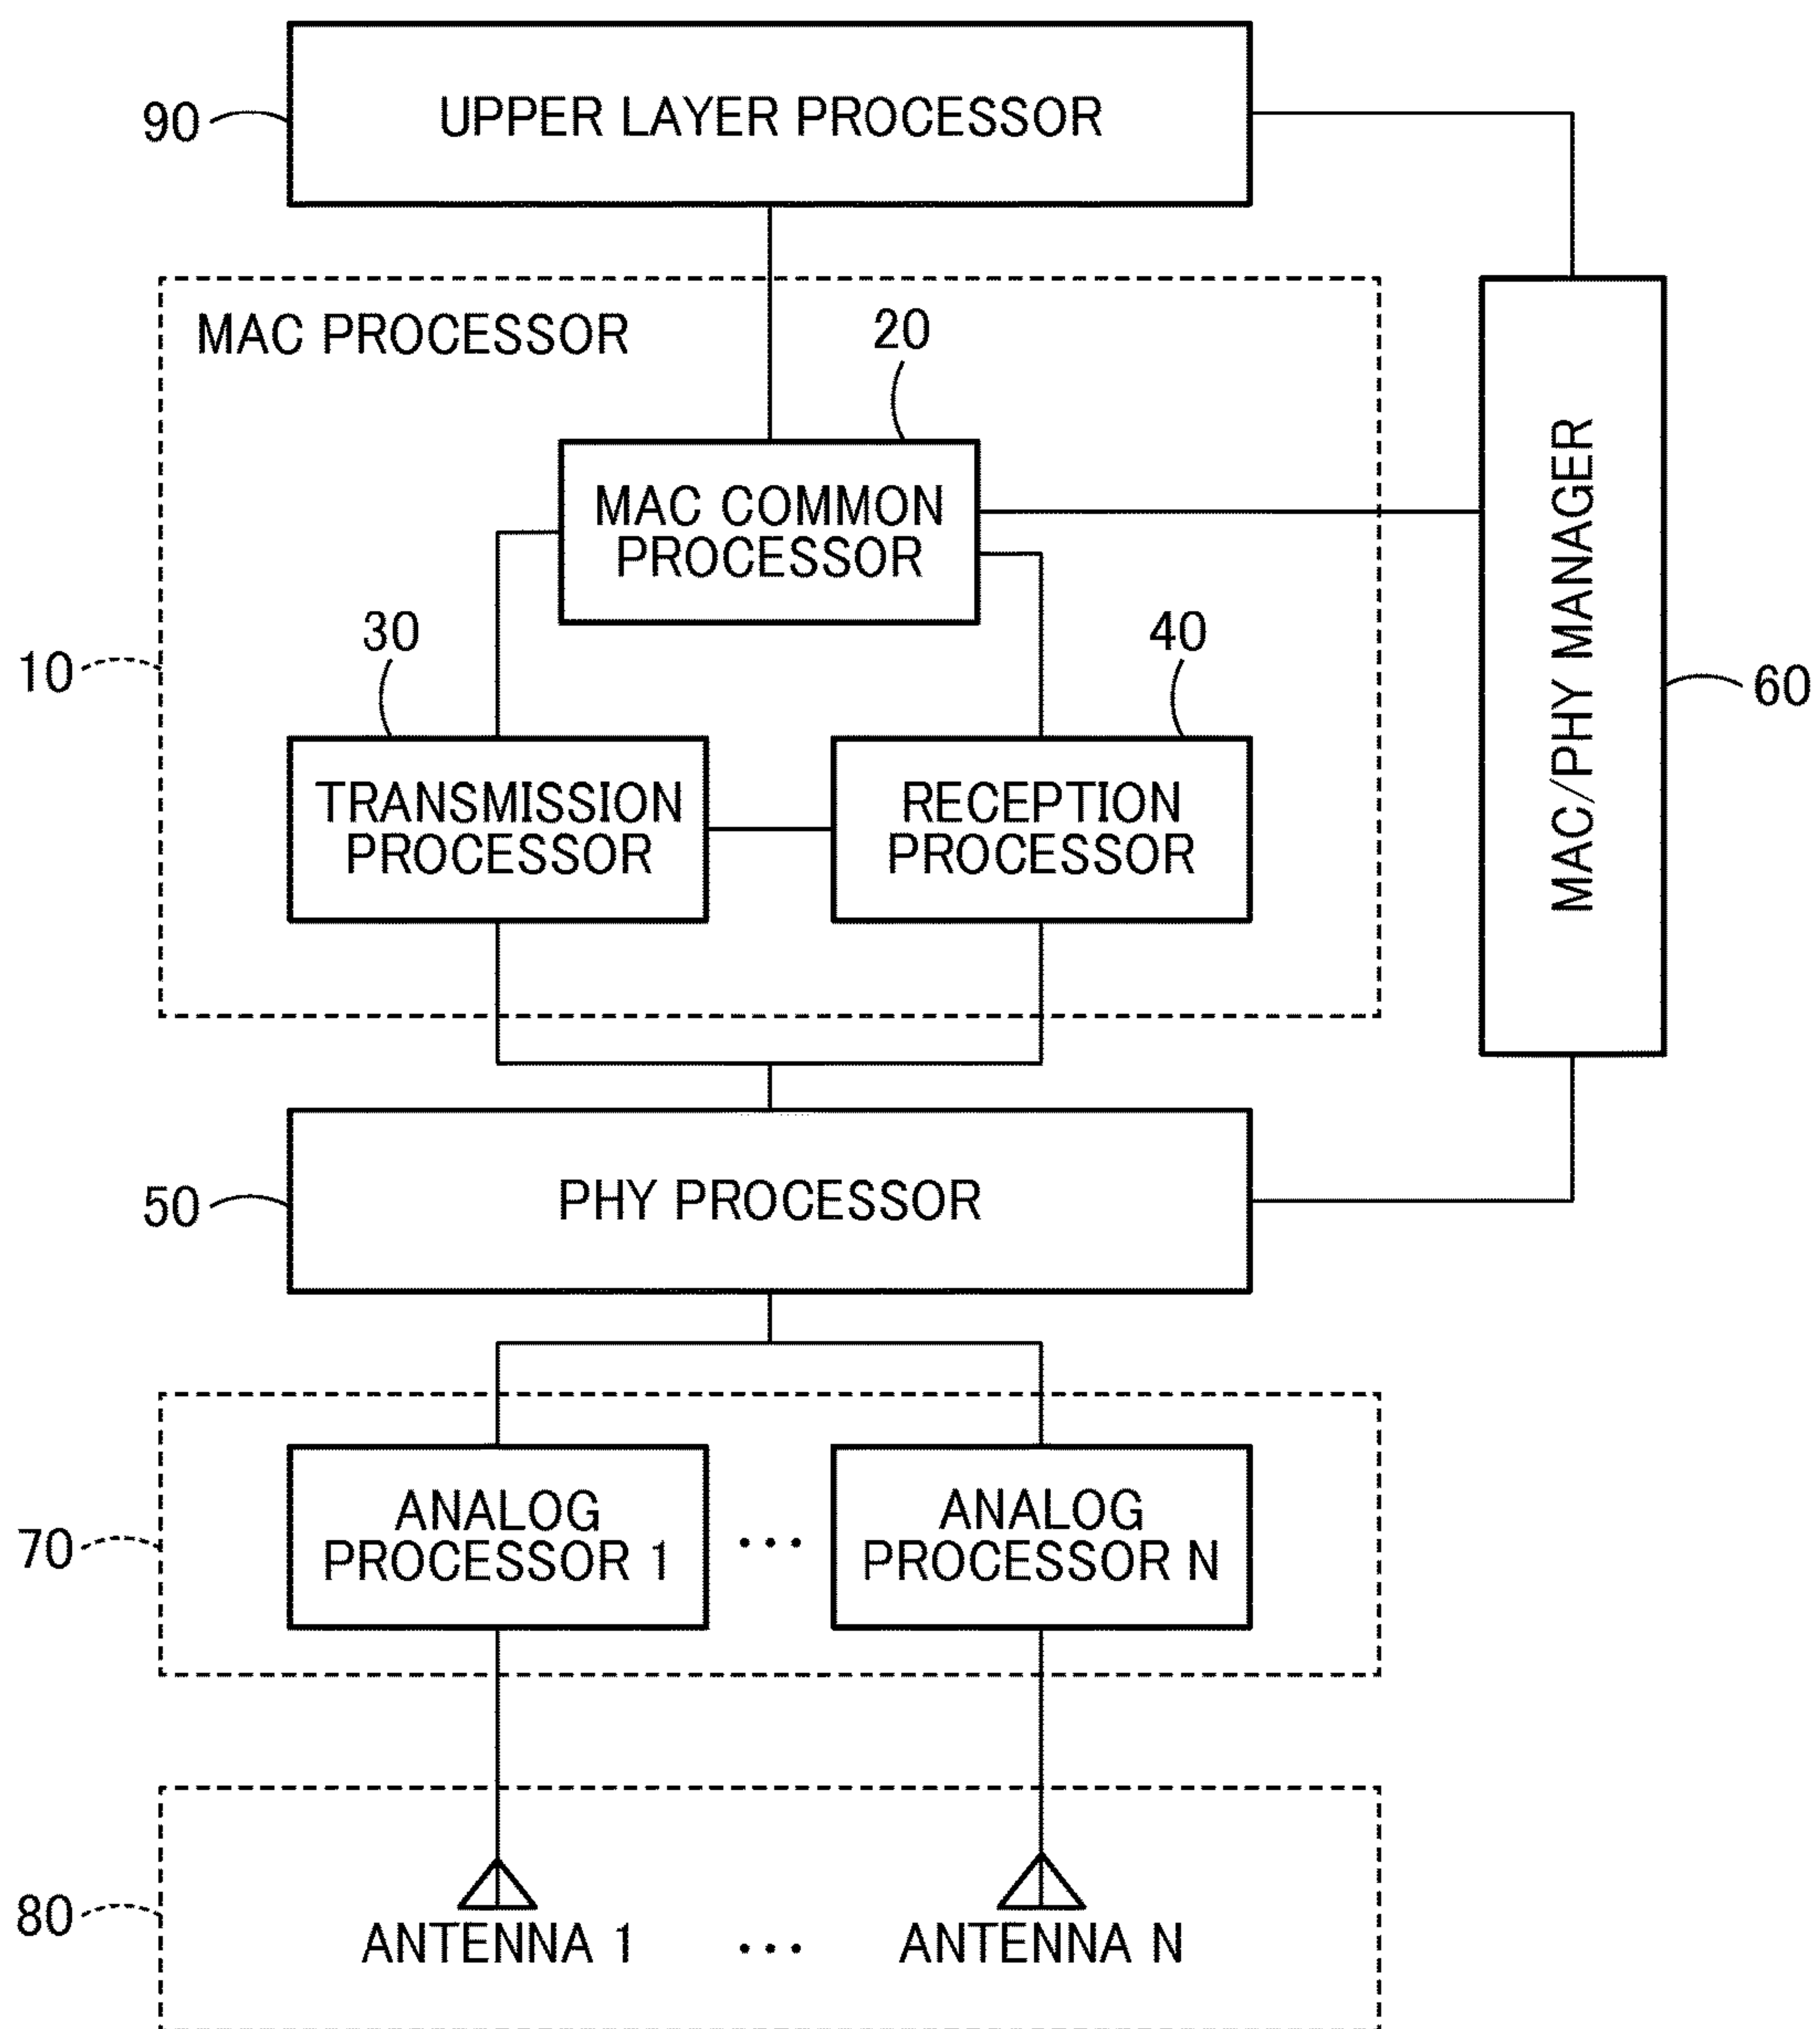 UPPER LAYER PROCESSOR
90
MAC PROCESSOR
20
MAC COMMON
PROCESSOR
MAC/PHY MANAGER
60
10
30
40
TRANSMISSION
PROCESSOR
RECEPTION
PROCESSOR
PHY PROCESSOR
50
70
ANALOG
PROCESSOR 1
...
ANALOG
PROCESSOR N
80
ANTENNA 1
...
ANTENNA N